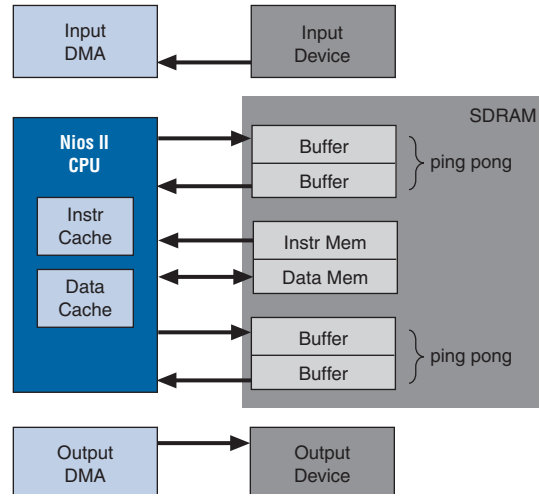 Input
DMA
Input
Device
SDRAM
Nios II
CPU
Buffer
Buffer
ping pong
Instr
Cache
Instr Mem
Data Mem
Data
Cache
Buffer
Buffer
ping pong
Output
DMA
Output
Device